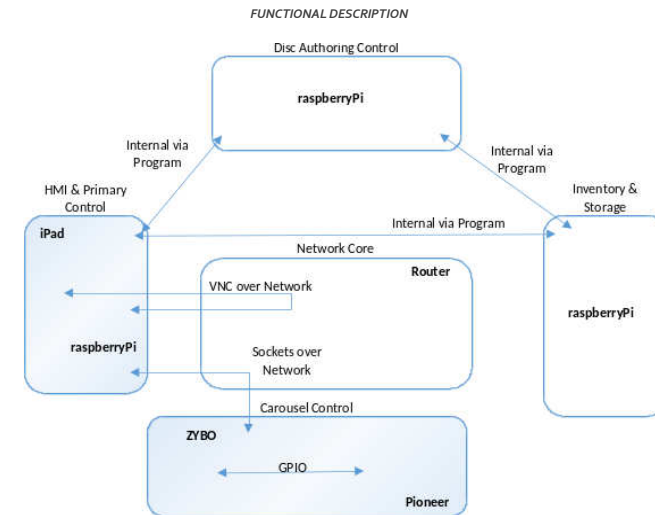 FUNCTIONAL DESCRIPTION
Disc Authoring Control
raspberryPi
Internal via
Program
Internal via
Program
HMI & Primary
Control
Inventory &
Storage
iPad
Internal via Program
Network Core
Router
VNC over Network
raspberryPi
raspberryPi
Sockets over
Network
Carousel Control
ZYBO
GPIO
Pioneer